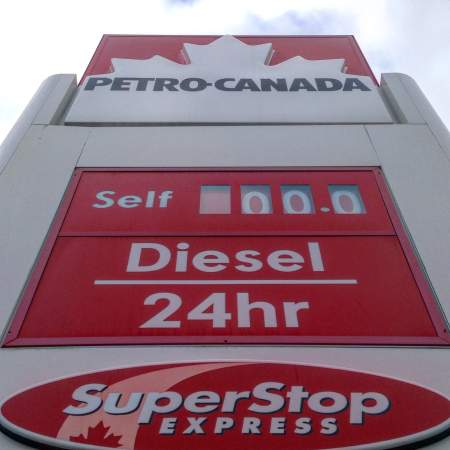 PETRO-CANADA
Self 00.0
Diesel
24hr
SuperStop
EXPRESS